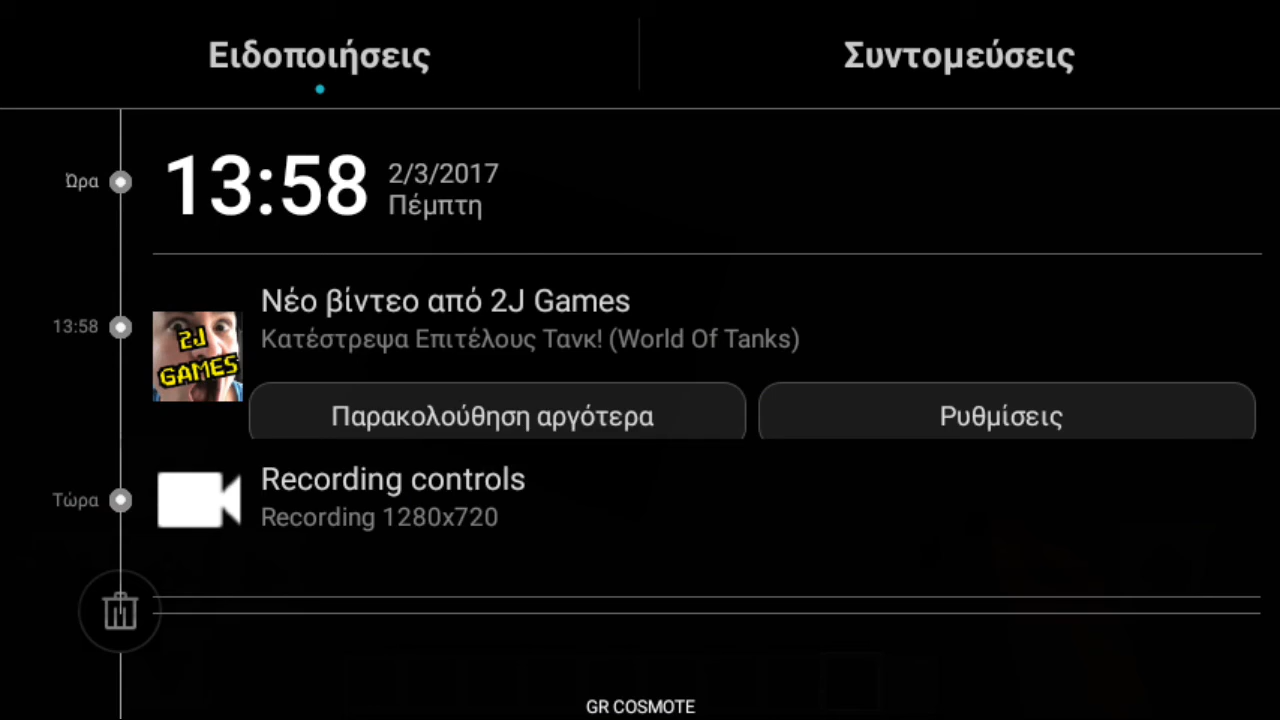 Ειδοποιήσεις
Συντομεύσεις
Ώρα
13:58
2/3/2017
Πέμπτη
13:58
2J
GAMES
Νέο βίντεο από 2J Games
Κατέστρεψα Επιτέλους Τανκ! (World Of Tanks)
Παρακολούθηση αργότερα
Ρυθμίσεις
Τώρα
Recording controls
Recording 1280x720
GR COSMOTE